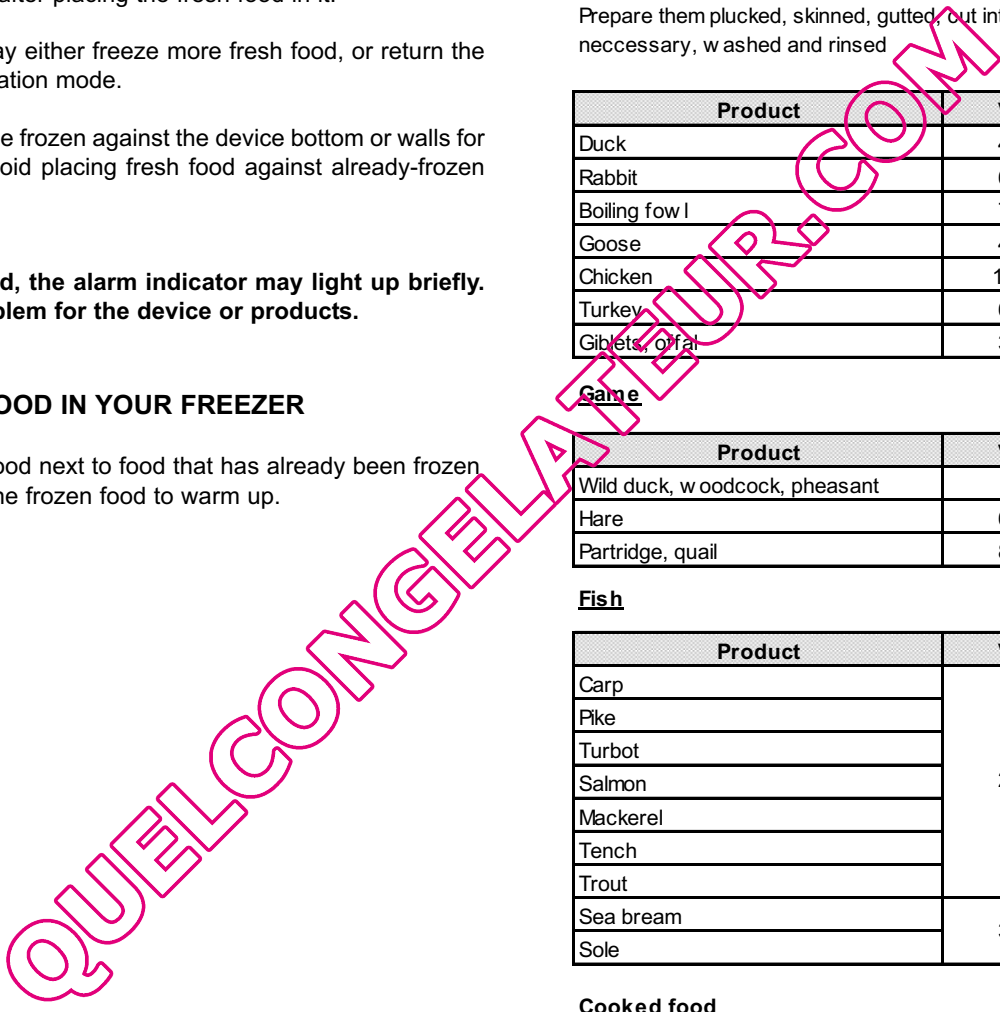 after placing the fresh food in it.
ay either freeze more fresh food, or return the
ation mode.
e frozen against the device bottom or walls for
oid placing fresh food against already-frozen
d, the alarm indicator may light up briefly.
blem for the device or products.
OOD IN YOUR FREEZER
ood next to food that has already been frozen
he frozen food to warm up.
Prepare them plucked, skinned, gutted, cut int
neccessary, w ashed and rinsed
Product
Duck
Rabbit
Boiling fow l
Goose
Chicken
Turkey
Giblets, offal
Game
Product
Wild duck, w oodcock, pheasant
Hare
Partridge, quail
Fish
Product
Carp
Pike
Turbot
Salmon
Mackerel
Tench
Trout
Sea bream
Sole
Cooked food
QUELCONGELATEUR.COM